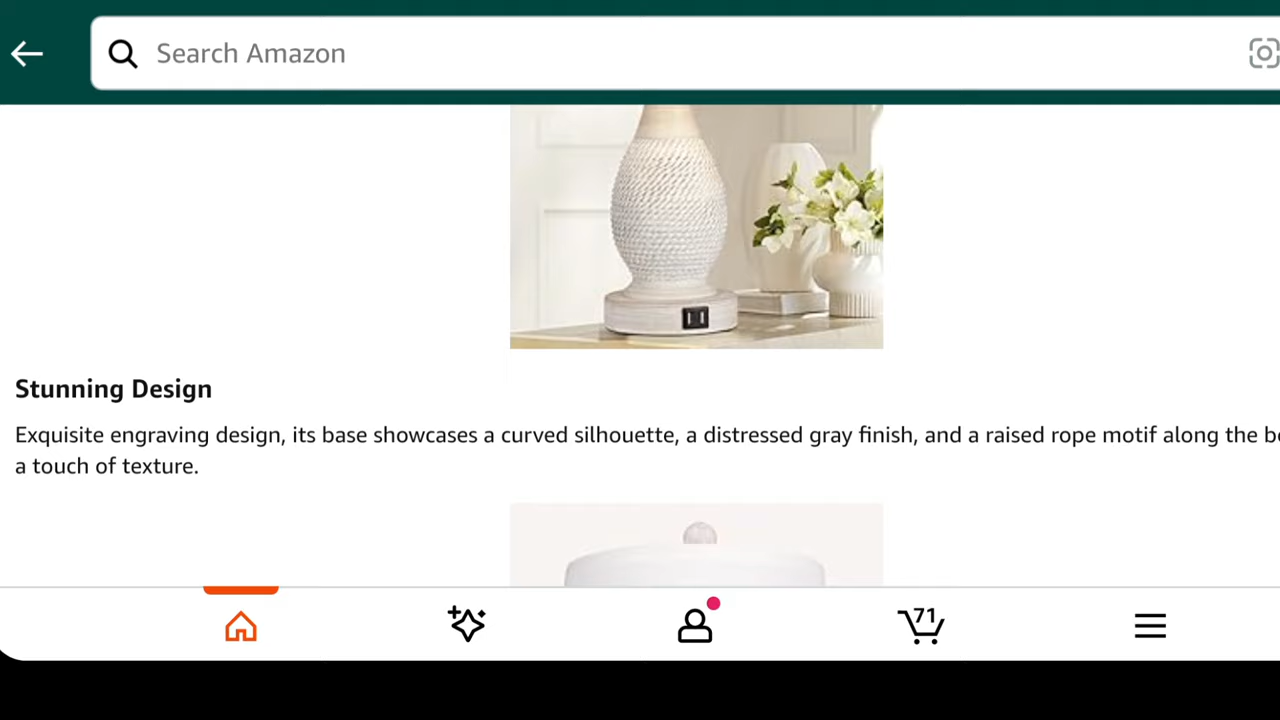 Search Amazon
Stunning Design
Exquisite engraving design, its base showcases a curved silhouette, a distressed gray finish, and a raised rope motif along the
a touch of texture.
71